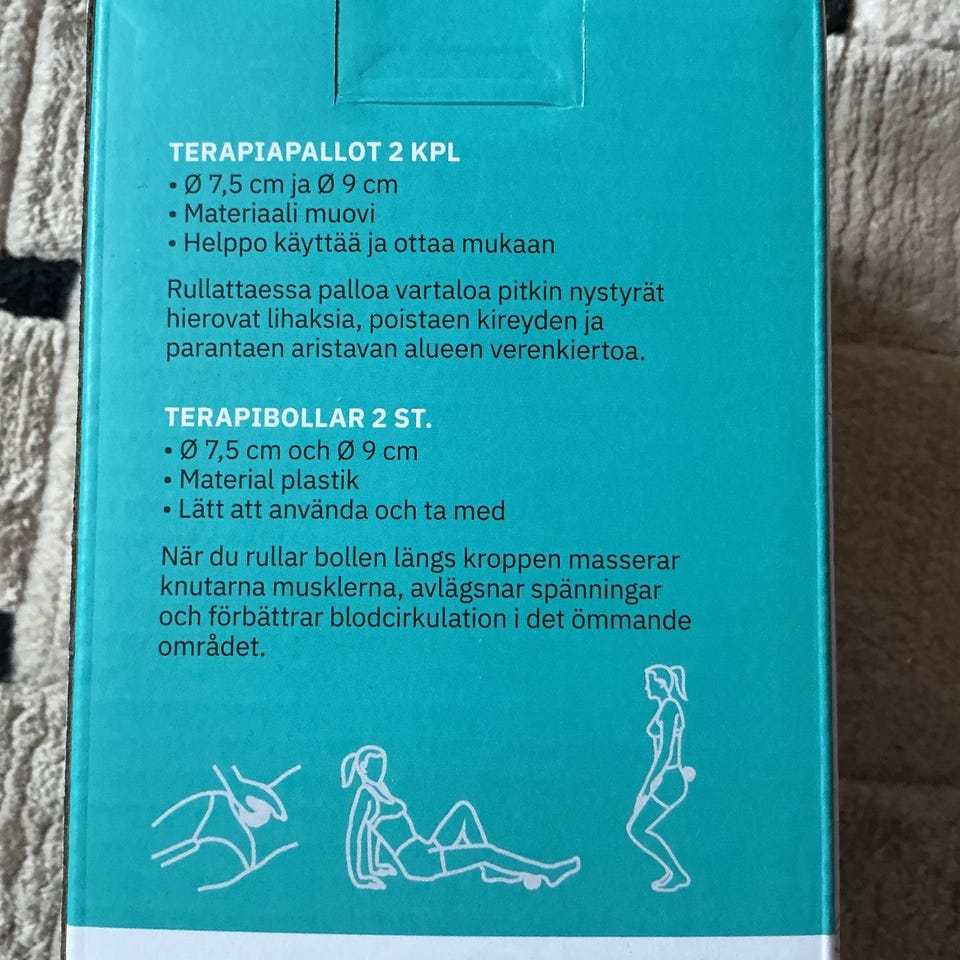 TERAPIAPALLOT 2 KPL
• Ø 7,5 cm ja Ø 9 cm
• Materiaali muovi
• Helppo käyttää ja ottaa mukaan
Rullattaessa palloa vartaloa pitkin nystyrät
hierovat lihaksia, poistaen kireyden ja
parantaen aristavan alueen verenkiertoa.
TERAPIBOLLAR 2 ST.
• Ø 7,5 cm och Ø 9 cm
• Material plastik
• Lätt att använda och ta med
När du rullar bollen längs kroppen masserar
knutarna musklerna, avlägsnar spänningar
och förbättrar blodcirkulation i det ömmande
området.